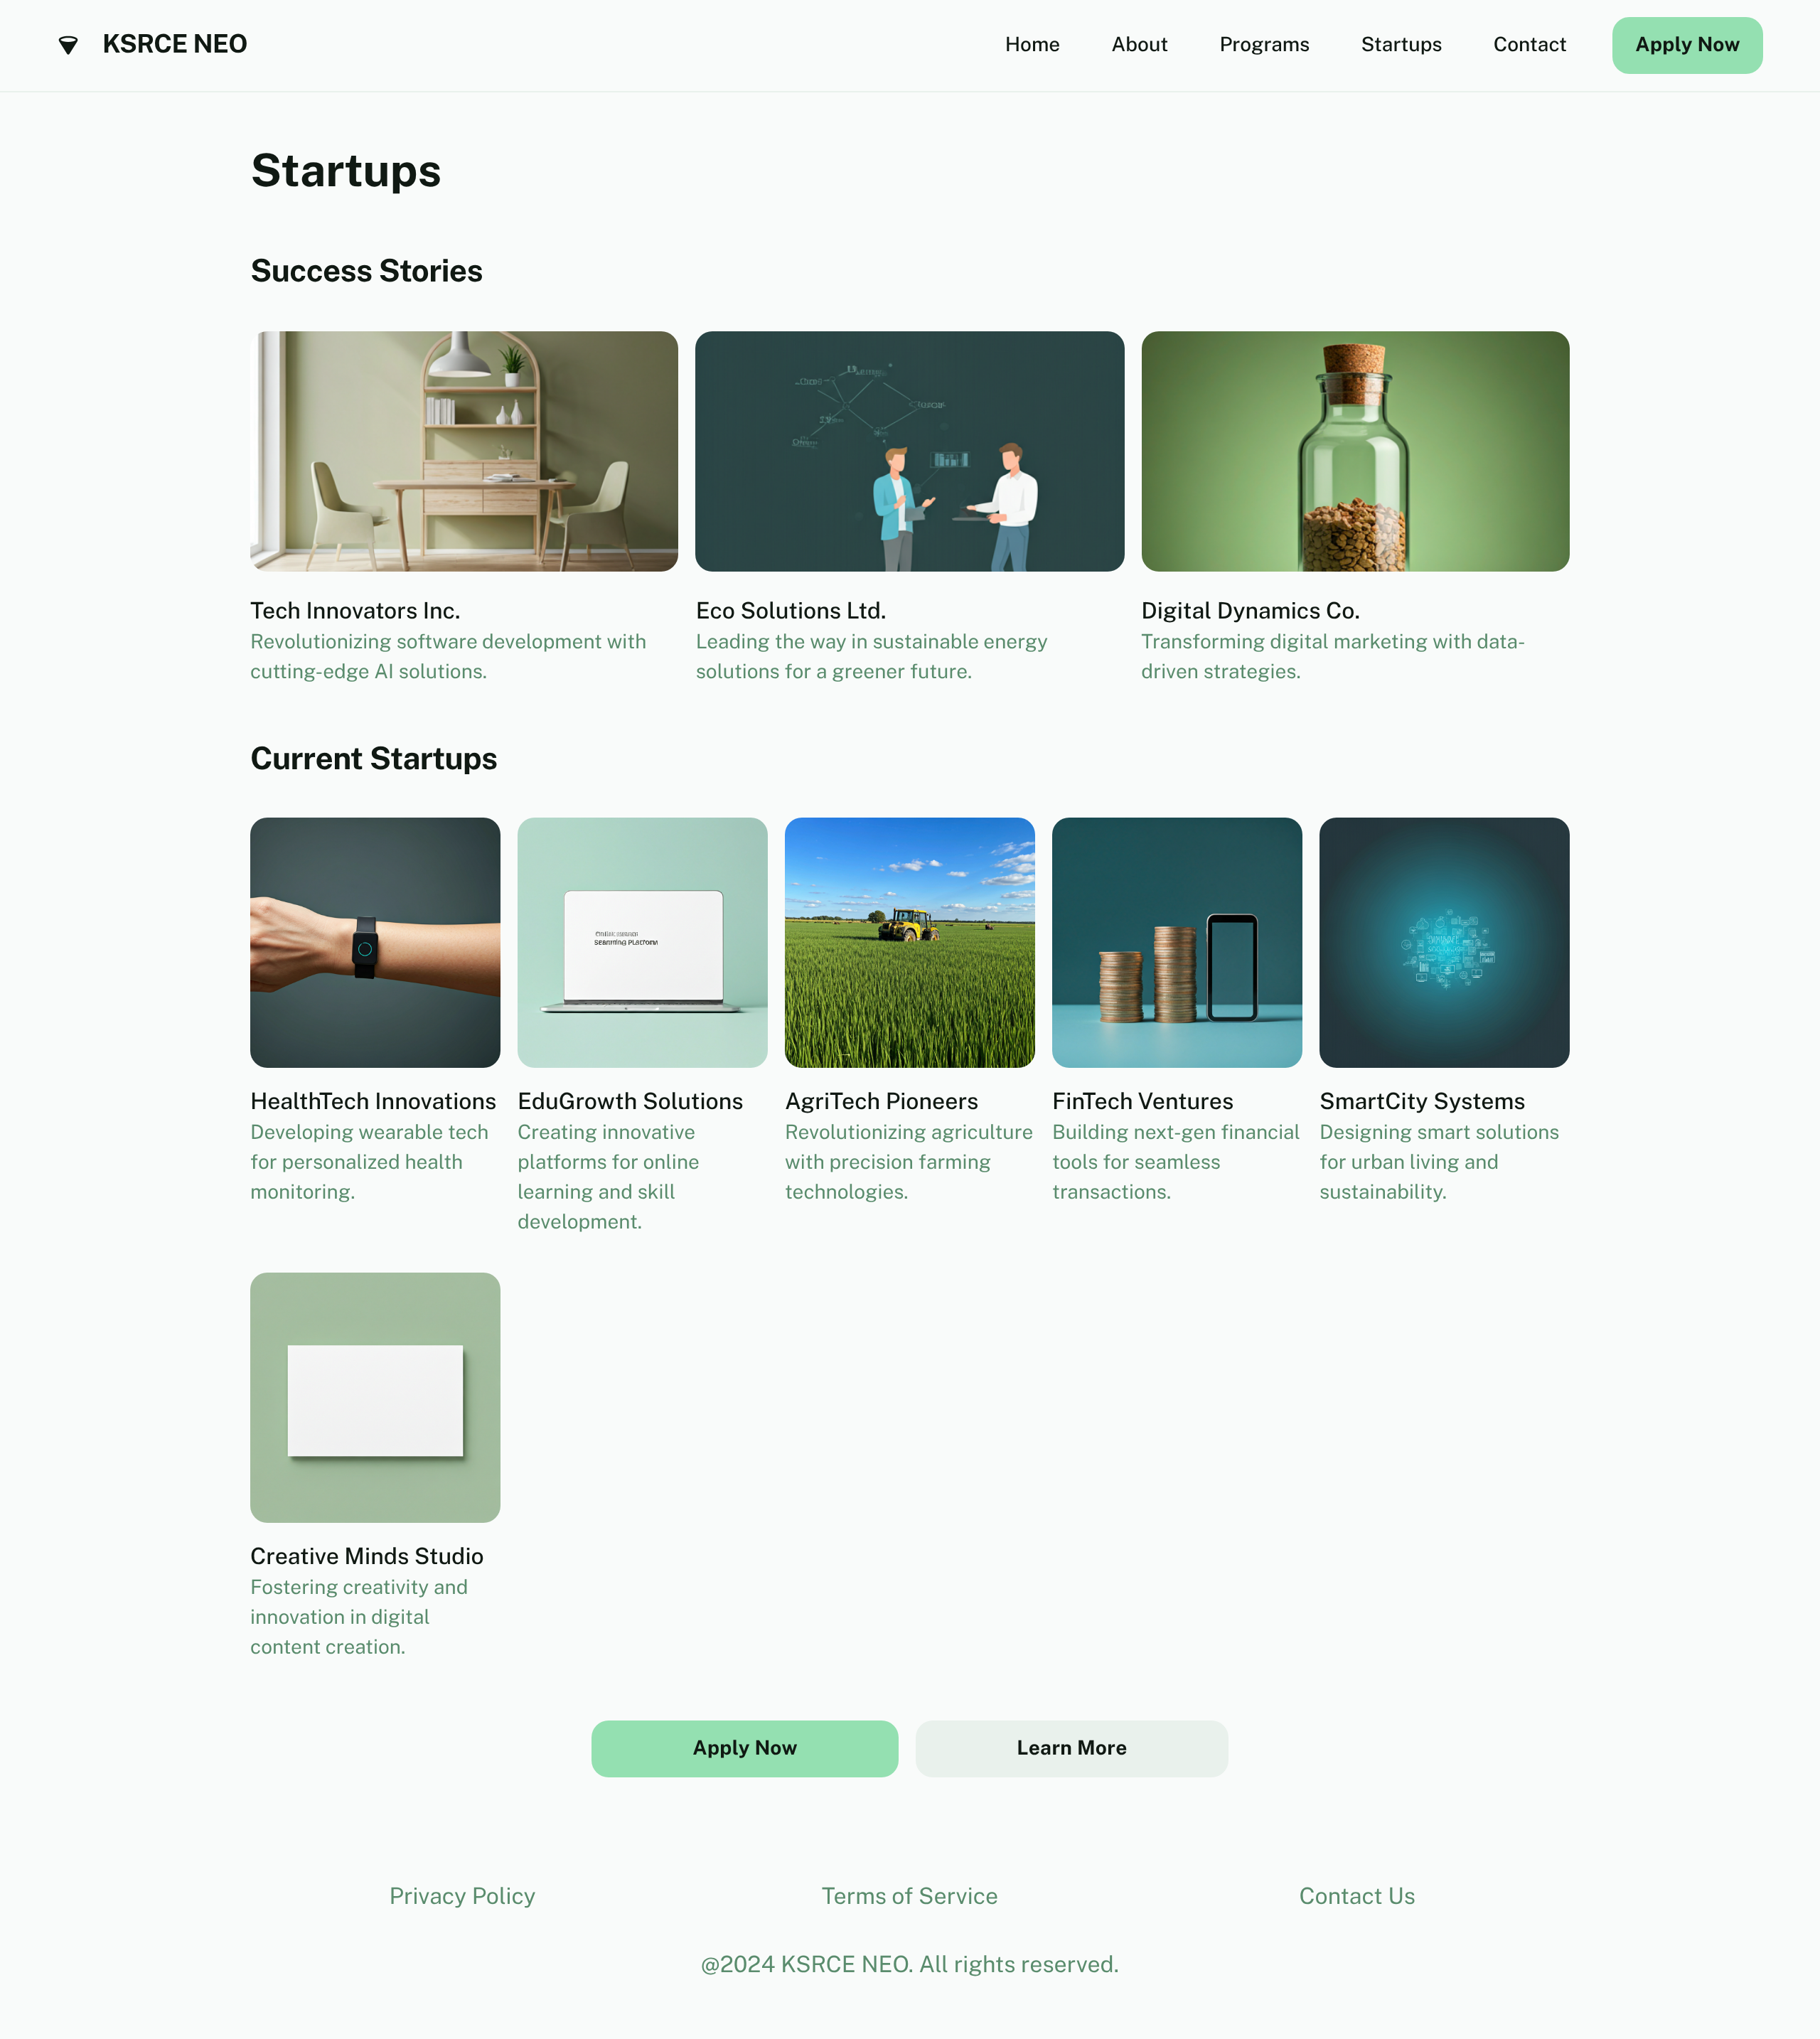 KSRCE NEO
Home
About
Programs
Startups
Contact
Apply Now
Startups
Success Stories
Tech Innovators Inc.
Revolutionizing software development with
cutting-edge AI solutions.
Eco Solutions Ltd.
Leading the way in sustainable energy
solutions for a greener future.
Digital Dynamics Co.
Transforming digital marketing with data-
driven strategies.
Current Startups
HealthTech Innovations
Developing wearable tech
for personalized health
monitoring.
EduGrowth Solutions
Creating innovative
platforms for online
learning and skill
development.
AgriTech Pioneers
Revolutionizing agriculture
with precision farming
technologies.
FinTech Ventures
Building next-gen financial
tools for seamless
transactions.
SmartCity Systems
Designing smart solutions
for urban living and
sustainability.
Creative Minds Studio
Fostering creativity and
innovation in digital
content creation.
Apply Now
Learn More
Privacy Policy
Terms of Service
Contact Us
@2024 KSRCE NEO. All rights reserved.